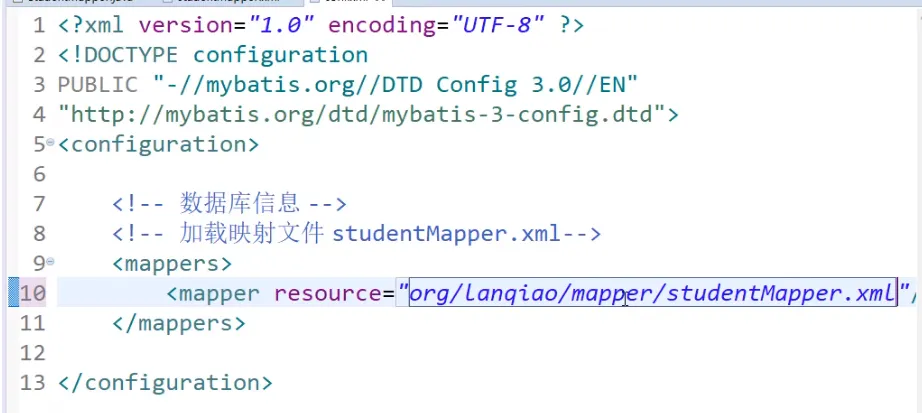 1 <?xml version="1.0" encoding="UTF-8" ?>
2 <!DOCTYPE configuration
3 PUBLIC "-//mybatis.org//DTD Config 3.0//EN"
4 "http://mybatis.org/dtd/mybatis-3-config.dtd">
5 <configuration>
6
7 <!-- 数据库信息 -->
8 <!-- 加载映射文件 studentMapper.xml-->
9 <mappers>
10 <mapper resource="org/lanqiao/mapper/studentMapper.xml"/
11 </mappers>
12
13 </configuration>